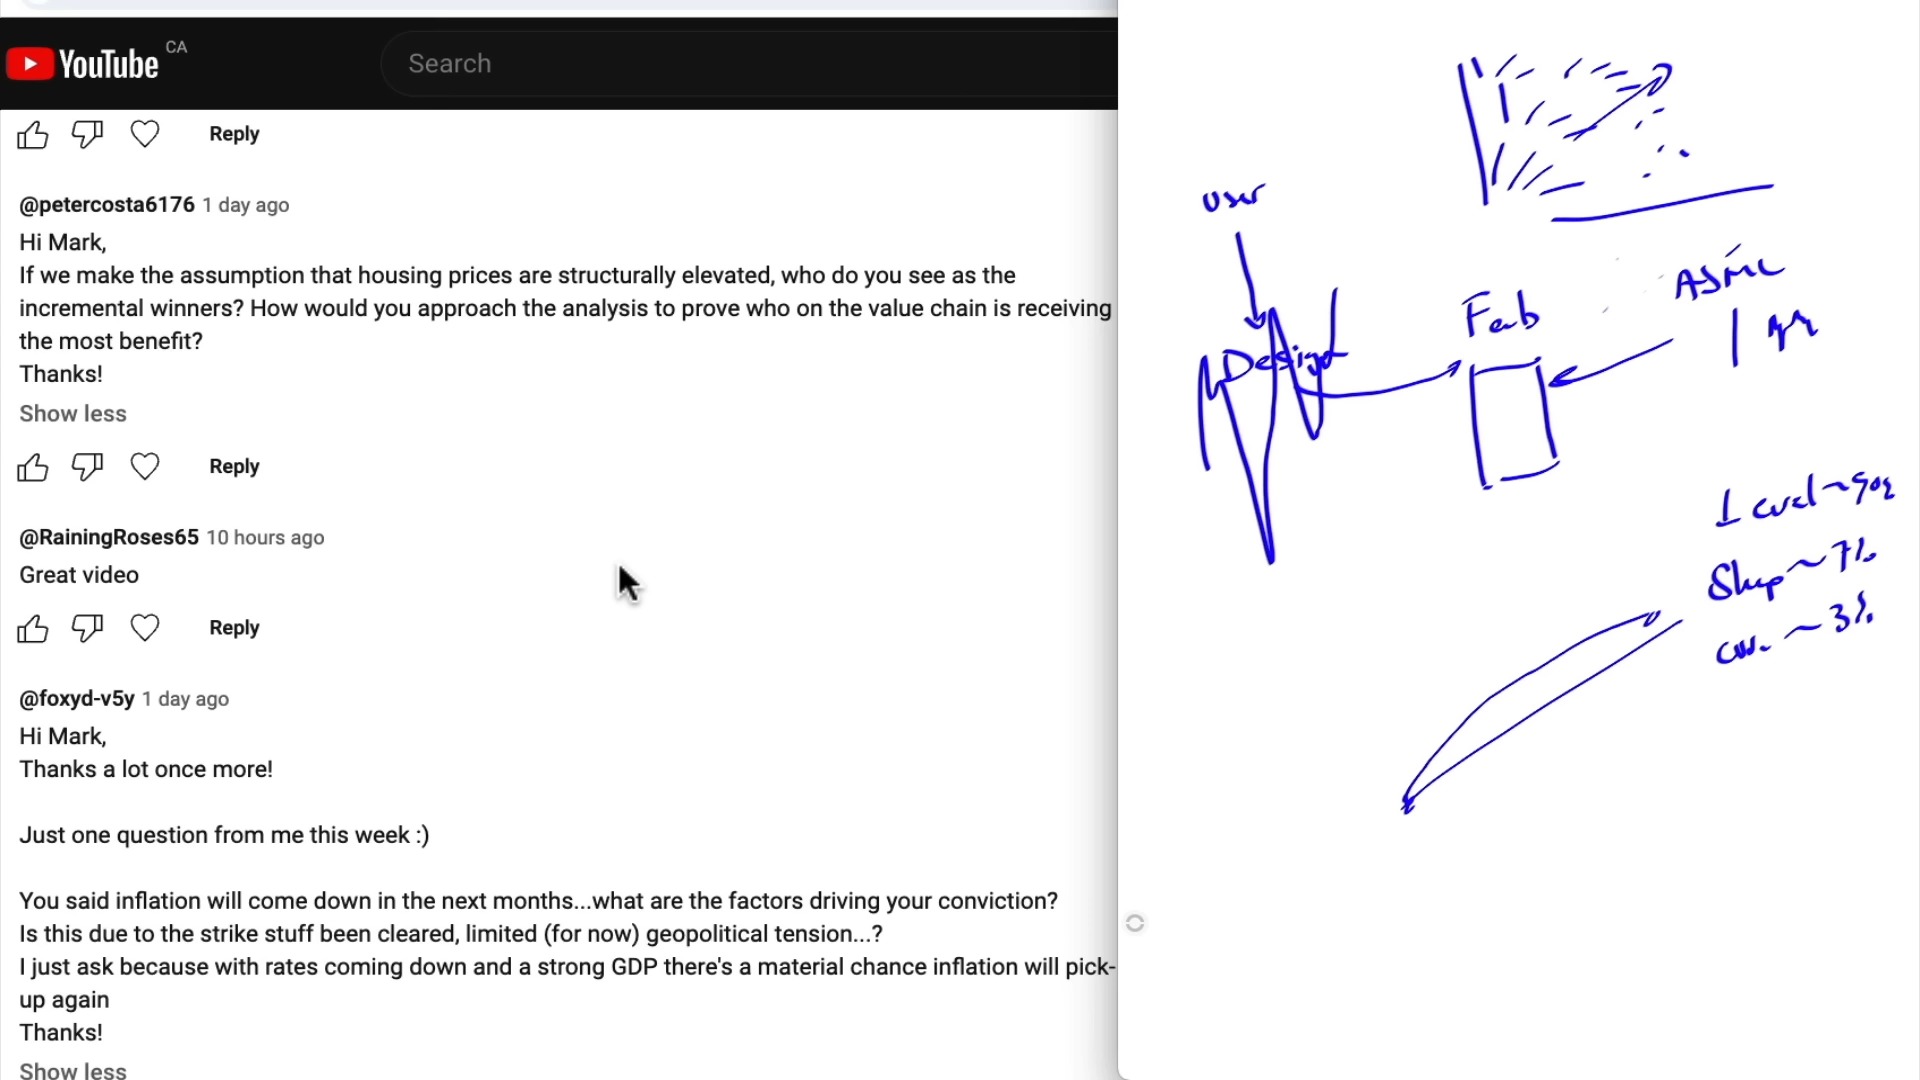 YouTube CA
Search
Reply
@petercosta6176 1 day ago
Hi Mark,
If we make the assumption that housing prices are structurally elevated, who do you see as the
incremental winners? How would you approach the analysis to prove who on the value chain is receiving
the most benefit?
Thanks!
Show less
Reply
@RainingRoses65 10 hours ago
Great video
Reply
@foxyd-v5y 1 day ago
Hi Mark,
Thanks a lot once more!
Just one question from me this week :)
You said inflation will come down in the next months...what are the factors driving your conviction?
Is this due to the strike stuff been cleared, limited (for now) geopolitical tension...?
I just ask because with rates coming down and a strong GDP there's a material chance inflation will pick-
up again
Thanks!
Show less
User
Design
Fab
ASML
Level ~ 90%
~ 7%
~ 3%